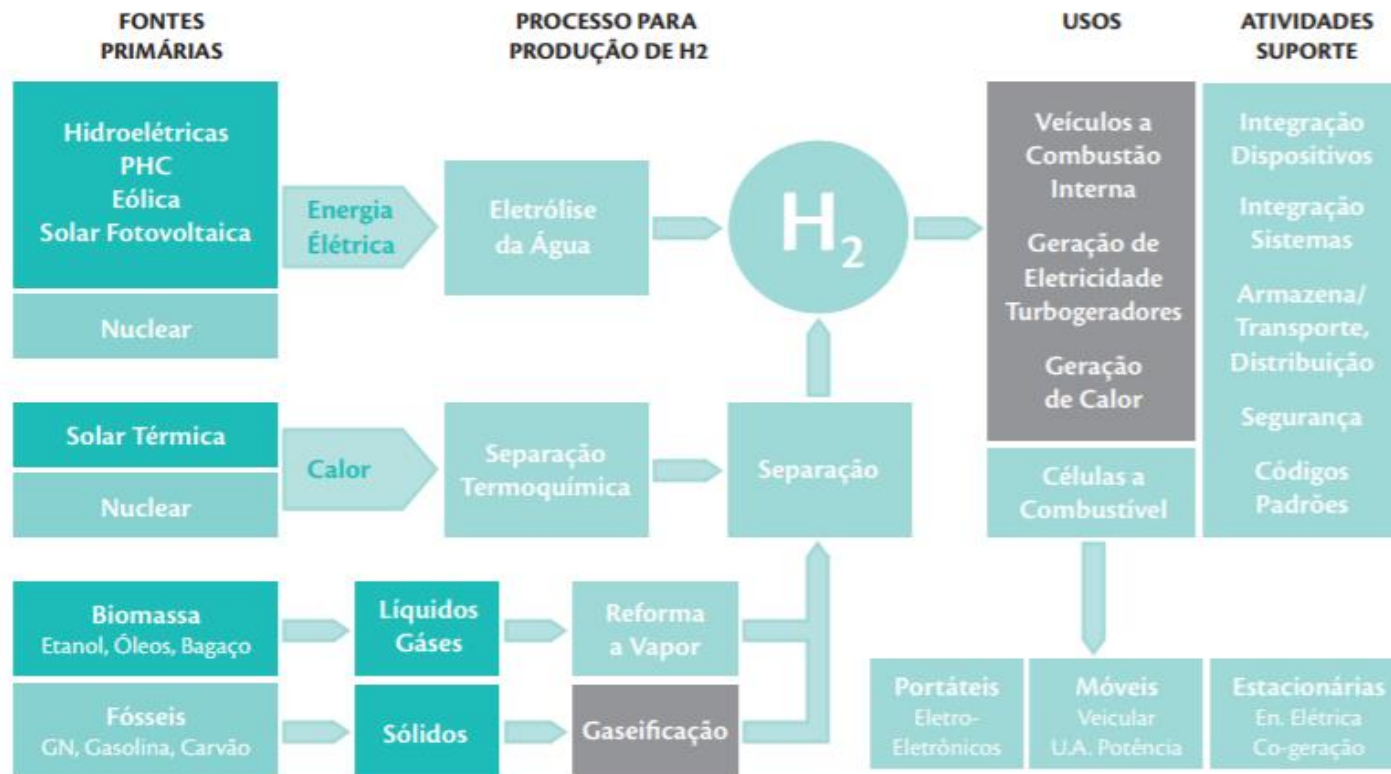 FONTES
PRIMÁRIAS
PROCESSO PARA
PRODUÇÃO DE H2
USOS
ATIVIDADES
SUPORTE
Hidroelétricas
PHC
Eólica
Solar Fotovoltaica
Nuclear
Energia
Élétrica
Eletrólise
da Água
H2
Veículos a
Combustão
Interna
Geração de
Eletricidade
Turbogeradores
Geração
de Calor
Células a
Combustível
Integração
Dispositivos
Integração
Sistemas
Armazena/
Transporte,
Distribuição
Segurança
Códigos
Padrões
Solar Térmica
Nuclear
Calor
Separação
Termoquímica
Separação
Biomassa
Etanol, Óleos, Bagaço
Líquidos
Gáses
Reforma
a Vapor
Fósseis
GN, Gasolina, Carvão
Sólidos
Gaseificação
Portáteis
Eletro-
Eletrônicos
Móveis
Veicular
U.A. Potência
Estacionárias
En. Elétrica
Co-geração